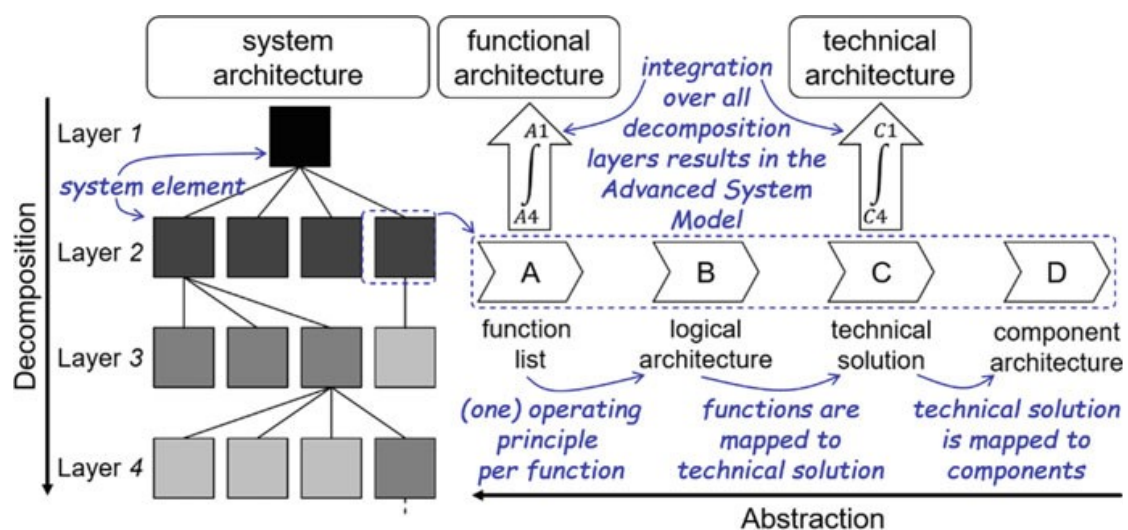 system
architecture
functional
architecture
technical
architecture
integration
over all
decomposition
layers results in the
Advanced System
Model
A1
∫
A4
C1
∫
C4
Decomposition
Layer 1
system element
Layer 2
Layer 3
Layer 4
A
B
C
D
function
list
logical
architecture
technical
solution
component
architecture
(one) operating
principle
per function
functions are
mapped to
technical solution
technical solution
is mapped to
components
Abstraction